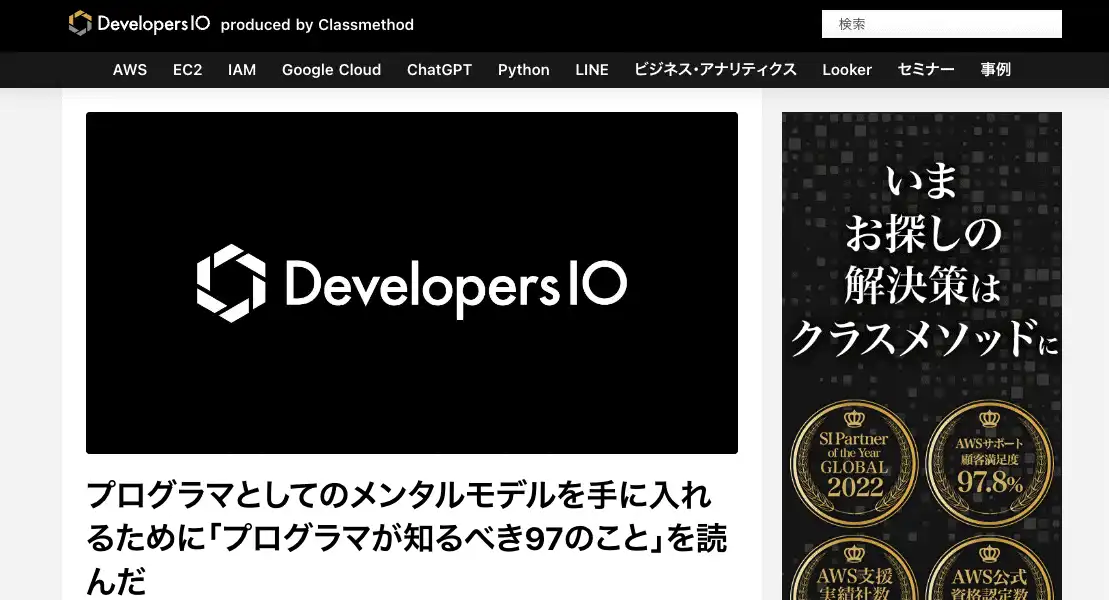 DevelopersIO produced by Classmethod
検索
AWS EC2 IAM Google Cloud ChatGPT Python LINE ビジネス・アナリティクス Looker セミナー 事例
DevelopersIO
プログラマとしてのメンタルモデルを手に入れ
るために「プログラマが知るべき97のこと」を読
んだ
いま
お探しの
解決策は
クラスメソッドに
SI Partner
of the Year
GLOBAL
2022
AWSサポート
顧客満足度
97.8%
AWS支援
実績社数
AWS公式
資格認定数